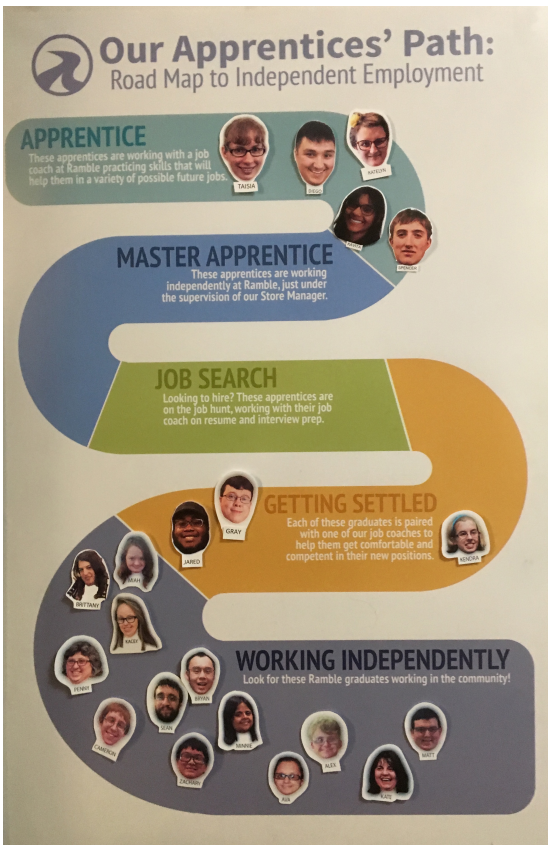 Our Apprentices' Path:
Road Map to Independent Employment
APPRENTICE
These apprentices are working with a job
coach at Ramble practicing skills that will
help them in a variety of possible future jobs.
TAISIA
DIEGO
KATELYN
MASTER APPRENTICE
These apprentices are working
independently at Ramble, just under
the supervision of our Store Manager.
JOB SEARCH
Looking to hire? These apprentices are
on the job hunt, working with their job
coach on resume and interview prep.
GETTING SETTLED
Each of these graduates is paired
with one of our job coaches to
help them get comfortable and
competent in their new positions.
GRAY
JARED
KENDRA
BRITTANY
WORKING INDEPENDENTLY
Look for these Ramble graduates working in the community!
PENNY
BRYAN
SEAN
CAMERON
MINNIE
ZACHARY
ALEX
MATT
KATE